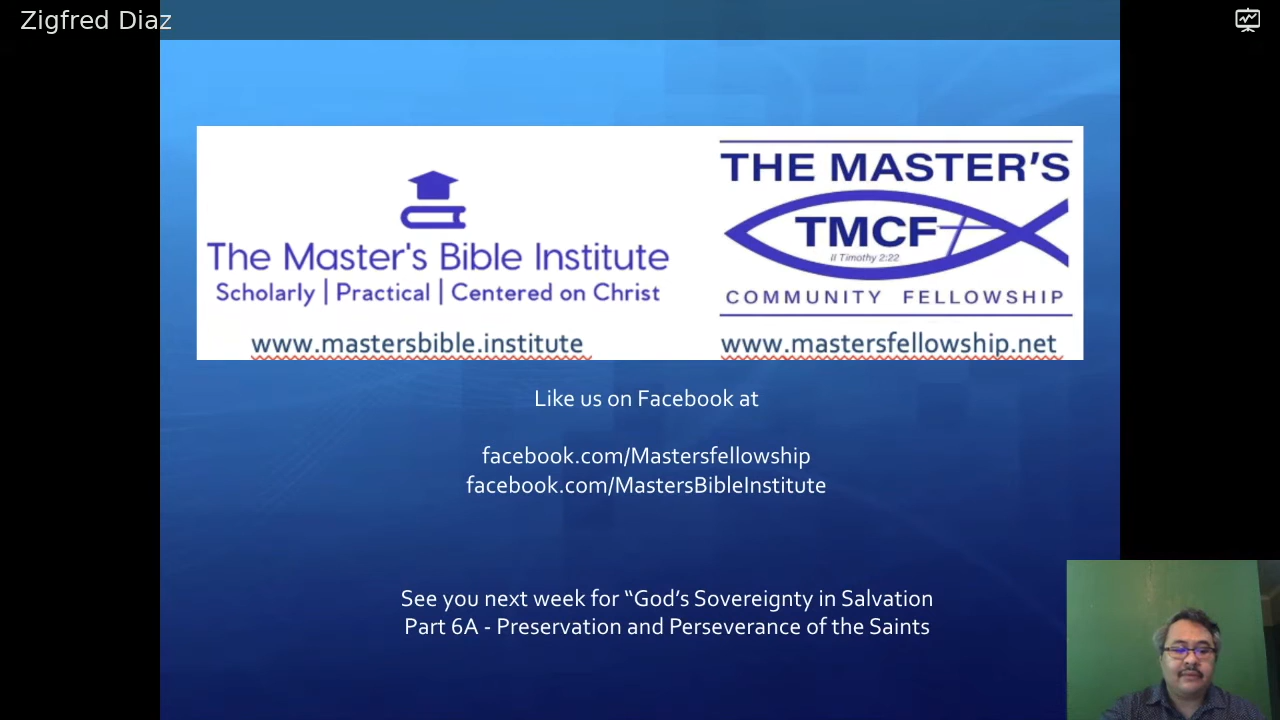 Zigfred Diaz
The Master's Bible Institute
Scholarly | Practical | Centered on Christ
www.mastersbible.institute
THE MASTER'S
TMCF
II Timothy 2:22
COMMUNITY FELLOWSHIP
www.mastersfellowship.net
Like us on Facebook at
facebook.com/Mastersfellowship
facebook.com/MastersBibleInstitute
See you next week for “God’s Sovereignty in Salvation
Part 6A - Preservation and Perseverance of the Saints